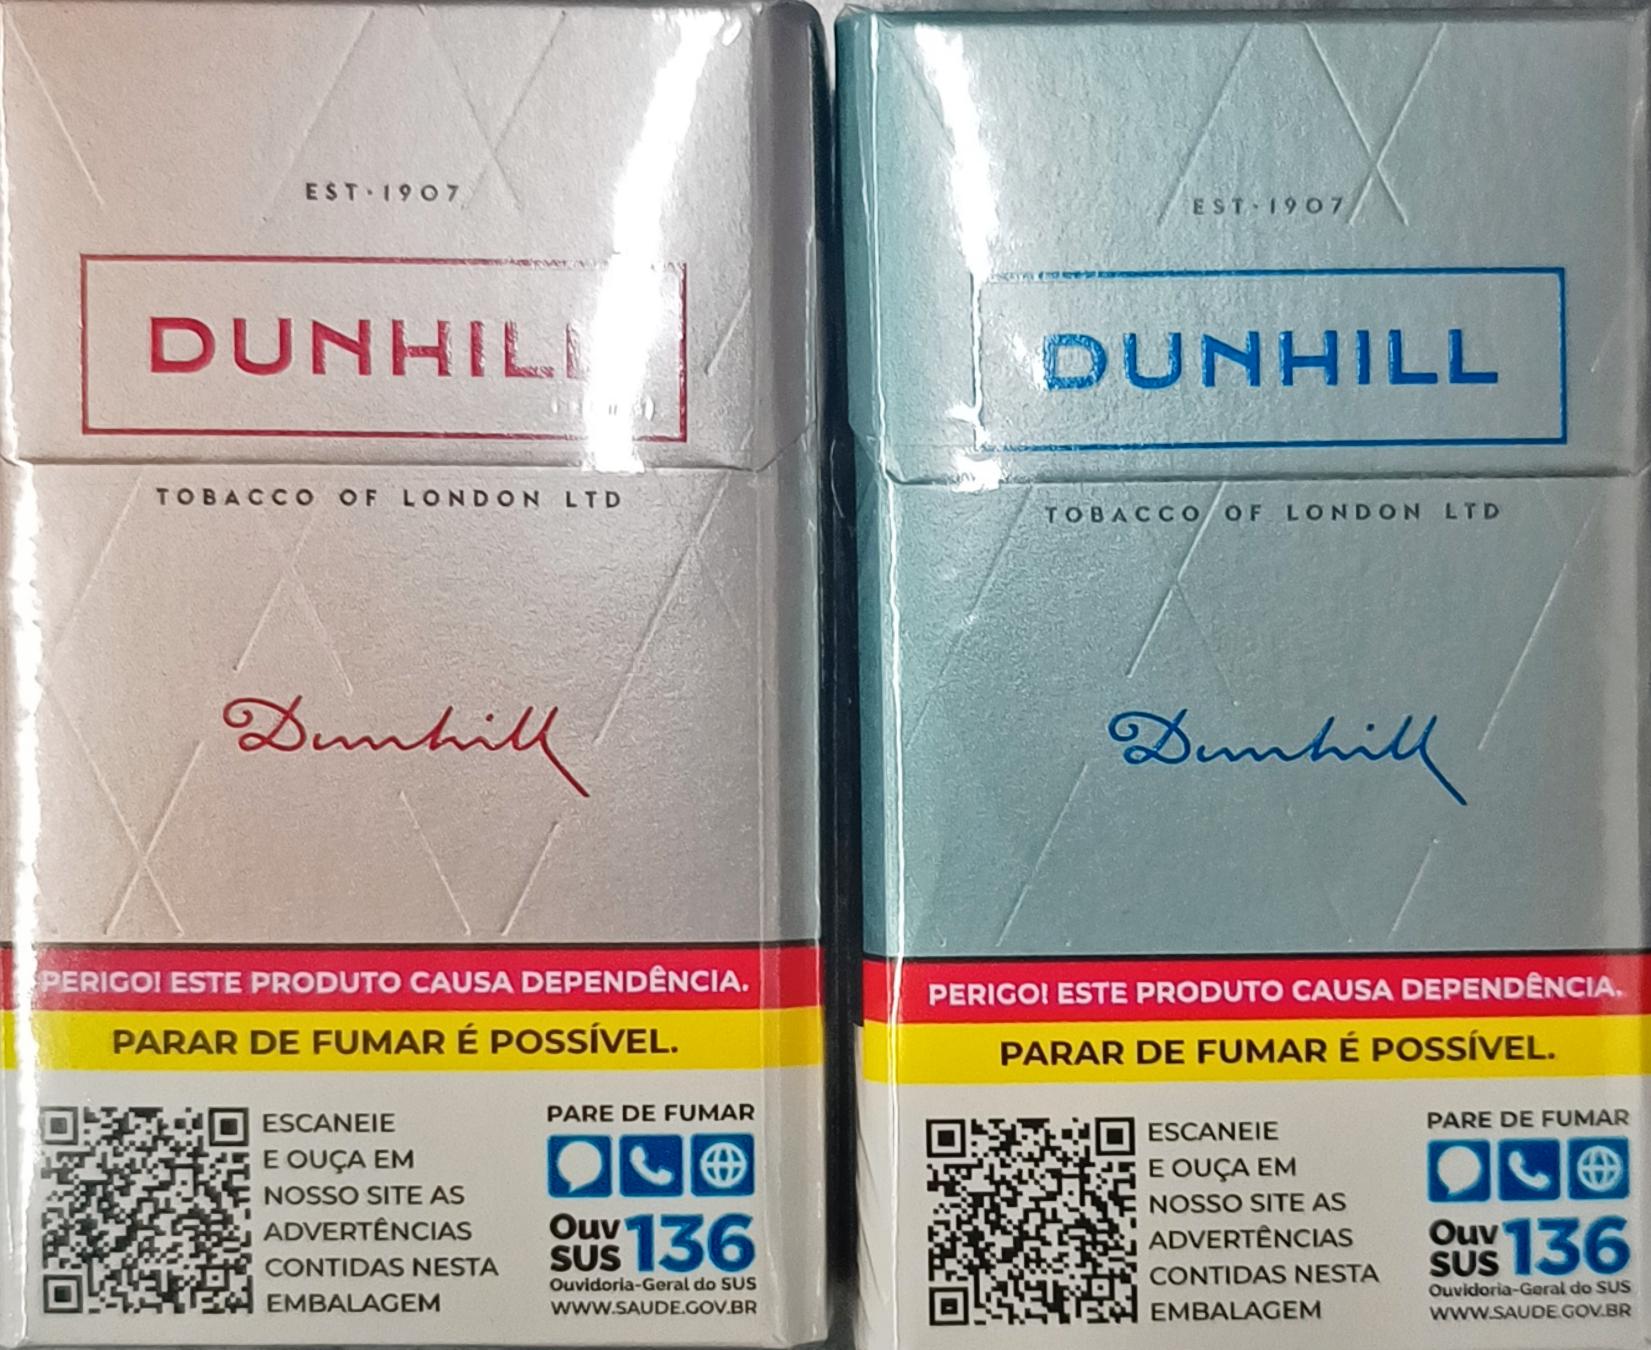 EST·1907
DUNHILL
TOBACCO OF LONDON LTD
Dunhill
PERIGO! ESTE PRODUTO CAUSA DEPENDÊNCIA.
PARAR DE FUMAR É POSSÍVEL.
ESCANEIE
E OUÇA EM
NOSSO SITE AS
ADVERTÊNCIAS
CONTIDAS NESTA
EMBALAGEM
PARE DE FUMAR
Ouv
SUS 136
Ouvidoria-Geral do SUS
WWW.SAUDE.GOV.BR
EST·1907
DUNHILL
TOBACCO OF LONDON LTD
Dunhill
PERIGO! ESTE PRODUTO CAUSA DEPENDÊNCIA.
PARAR DE FUMAR É POSSÍVEL.
ESCANEIE
E OUÇA EM
NOSSO SITE AS
ADVERTÊNCIAS
CONTIDAS NESTA
EMBALAGEM
PARE DE FUMAR
Ouv
SUS 136
Ouvidoria-Geral do SUS
WWW.SAUDE.GOV.BR